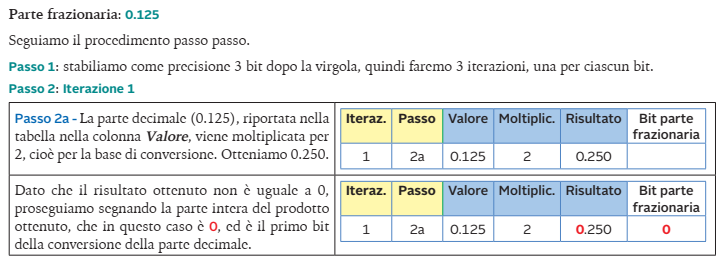 Parte frazionaria: 0.125
Seguiamo il procedimento passo passo.
Passo 1: stabiliamo come precisione 3 bit dopo la virgola, quindi faremo 3 iterazioni, una per ciascun bit.
Passo 2: Iterazione 1
Passo 2a - La parte decimale (0.125), riportata nella
tabella nella colonna Valore, viene moltiplicata per
2, cioè per la base di conversione. Otteniamo 0.250.
Iteraz. Passo Valore Moltiplic. Risultato Bit parte
frazionaria
1 2a 0.125 2 0.250
Dato che il risultato ottenuto non è uguale a 0,
proseguiamo segnando la parte intera del prodotto
ottenuto, che in questo caso è 0, ed è il primo bit
della conversione della parte decimale.
Iteraz. Passo Valore Moltiplic. Risultato Bit parte
frazionaria
1 2a 0.125 2 0.250 0